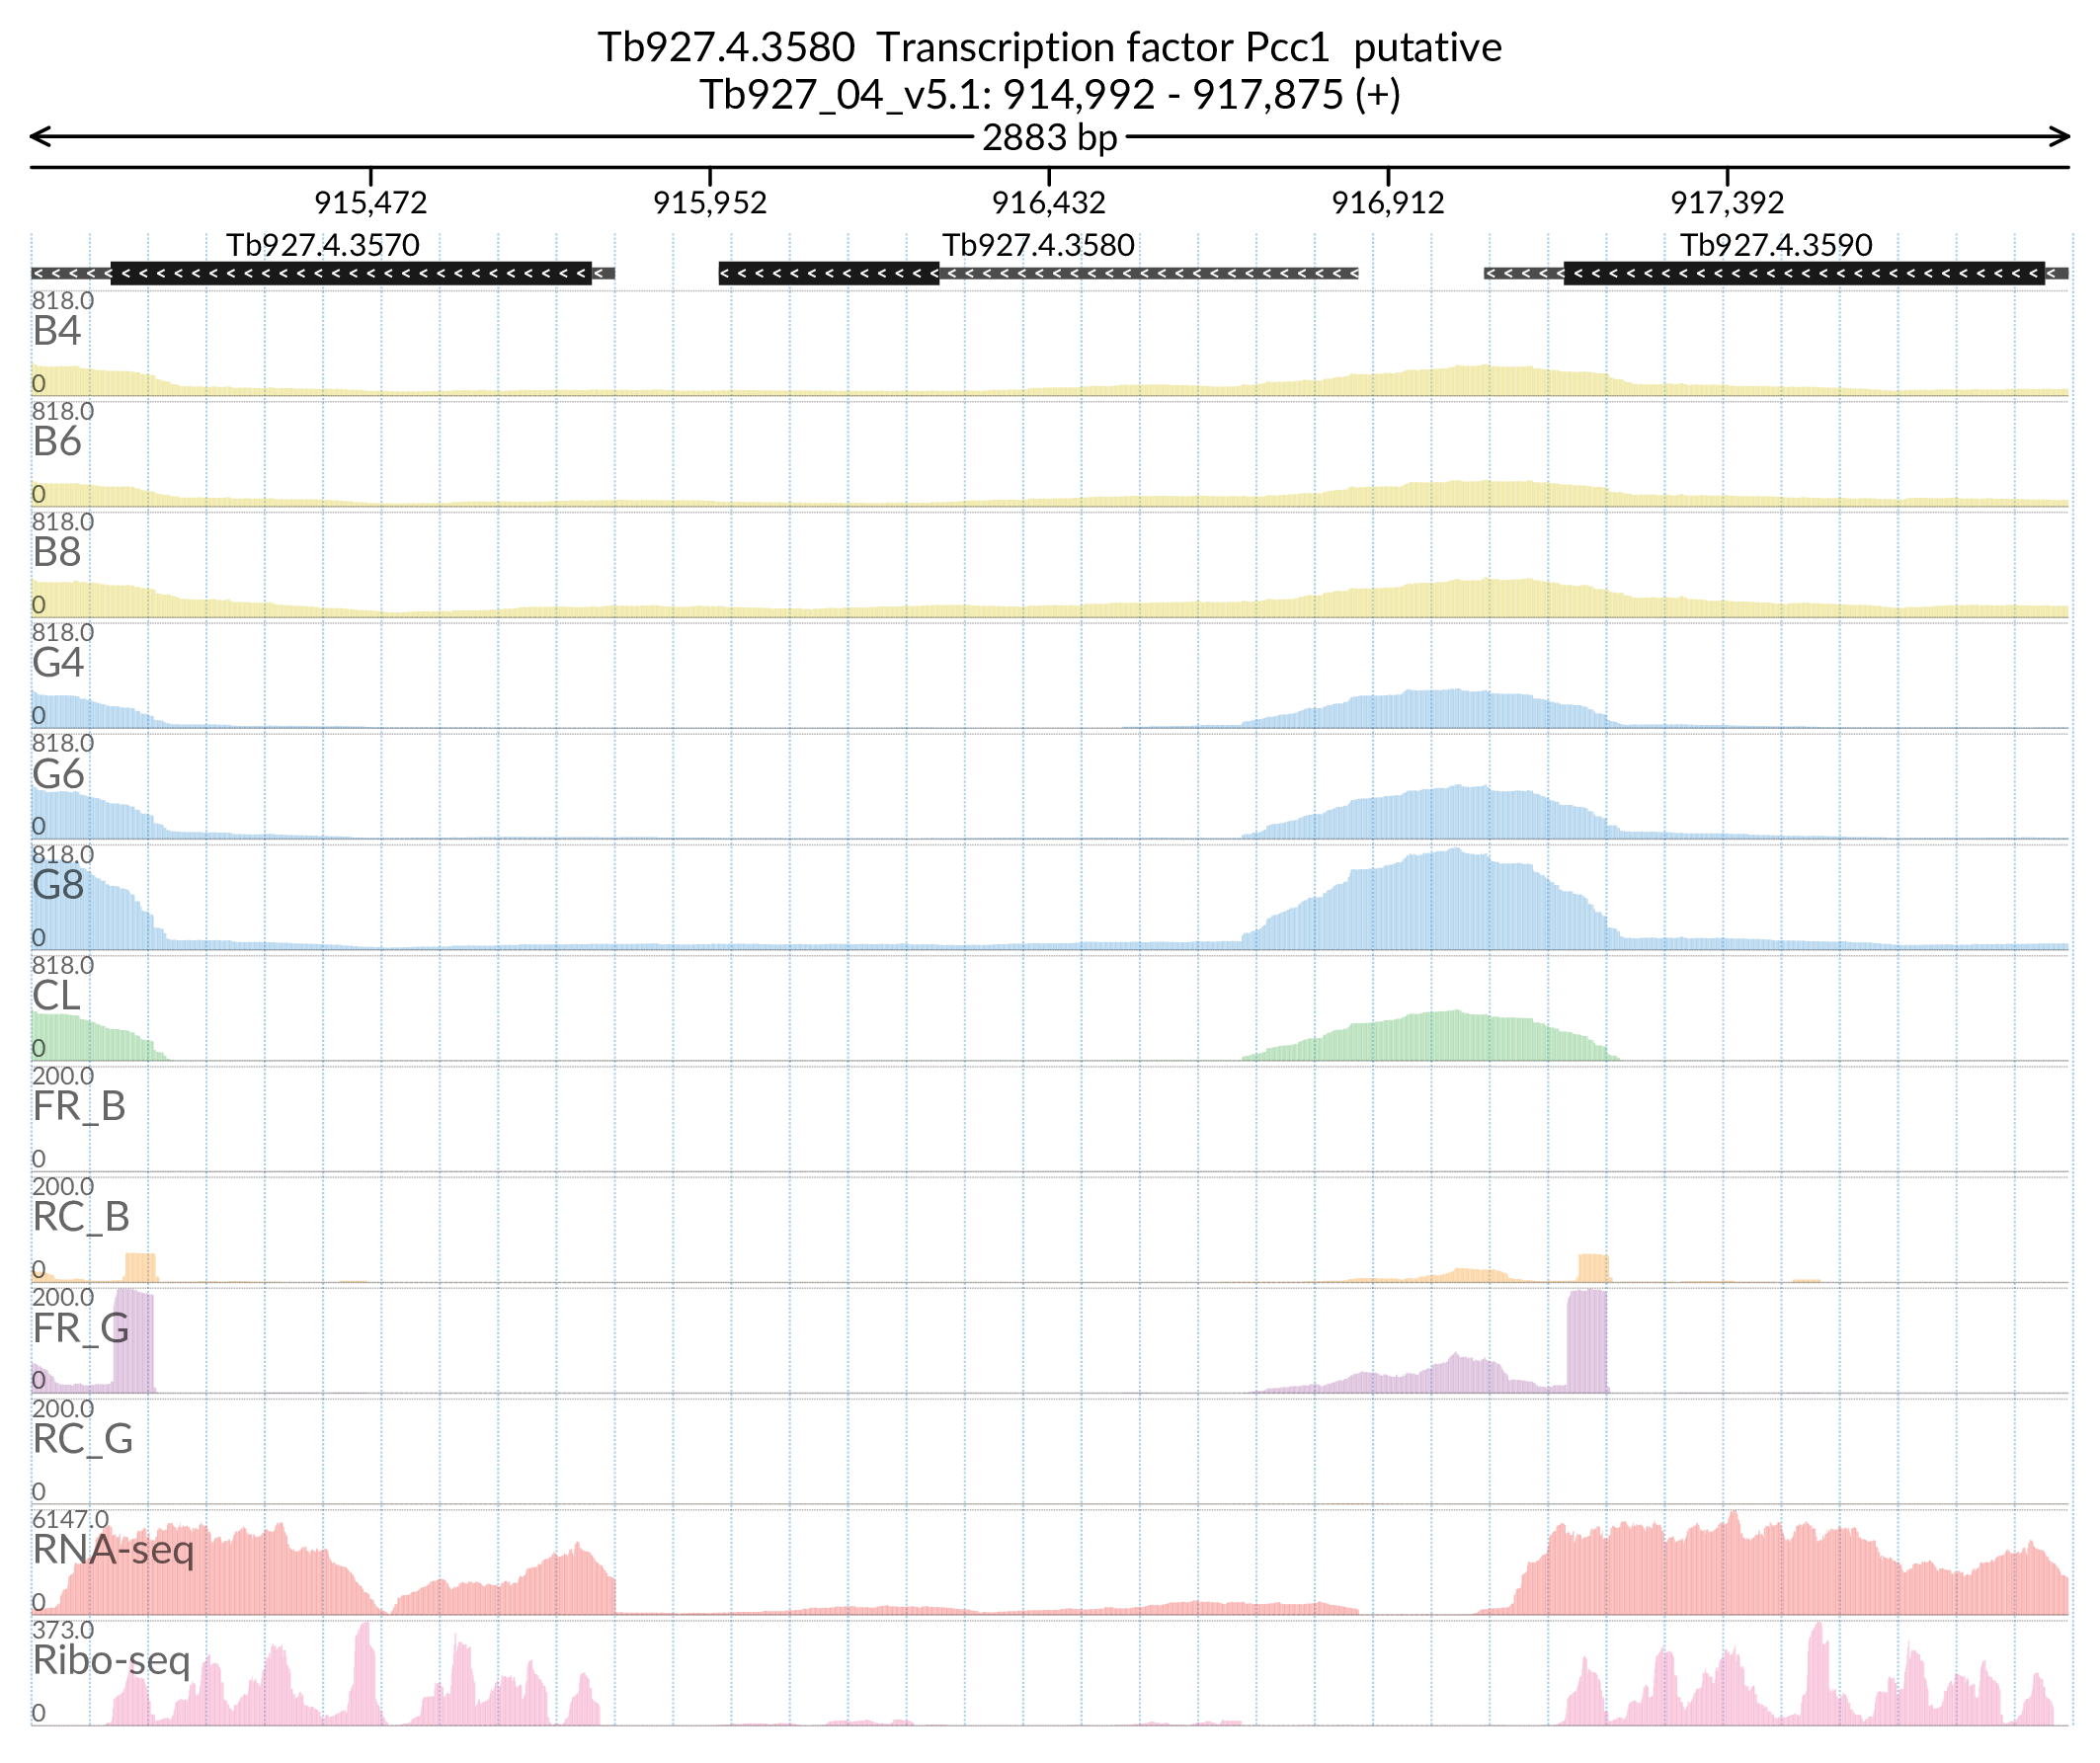 Tb927.4.3580  Transcription factor Pcc1  putative
Tb927_04_v5.1: 914,992 - 917,875 (+)
2883 bp
915,472 915,952 916,432 916,912 917,392
Tb927.4.3570 Tb927.4.3580 Tb927.4.3590
818.0
B4
0
818.0
B6
0
818.0
B8
0
818.0
G4
0
818.0
G6
0
818.0
G8
0
818.0
CL
0
200.0
FR_B
0
200.0
RC_B
0
200.0
FR_G
0
200.0
RC_G
0
6147.0
RNA-seq
0
373.0
Ribo-seq
0